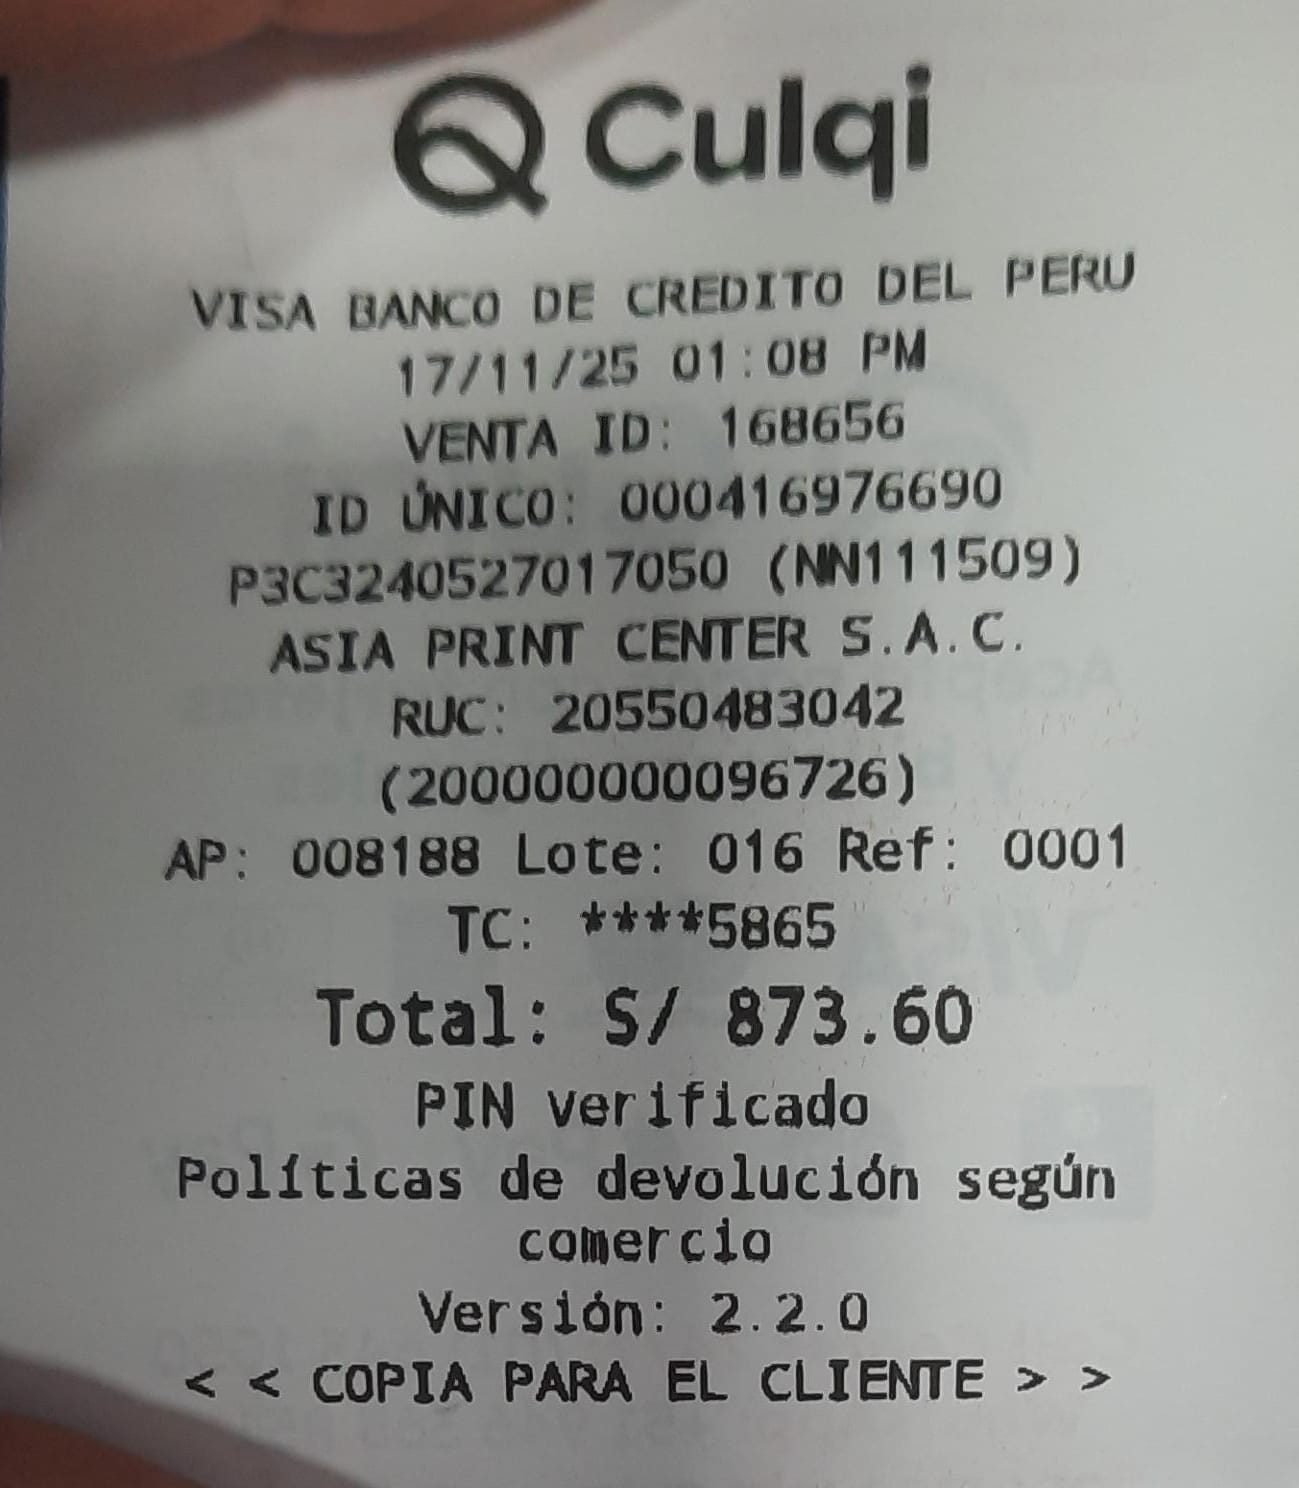 Culqi
VISA BANCO DE CREDITO DEL PERU
17/11/25 01:08 PM
VENTA ID: 168656
ID ÚNICO: 000416976690
P3C3240527017050 (NN111509)
ASIA PRINT CENTER S.A.C.
RUC: 20550483042
(200000000096726)
AP: 008188 Lote: 016 Ref: 0001
TC: ****5865
Total: S/ 873.60
PIN verificado
Políticas de devolución según
comercio
Versión: 2.2.0
< < COPIA PARA EL CLIENTE > >